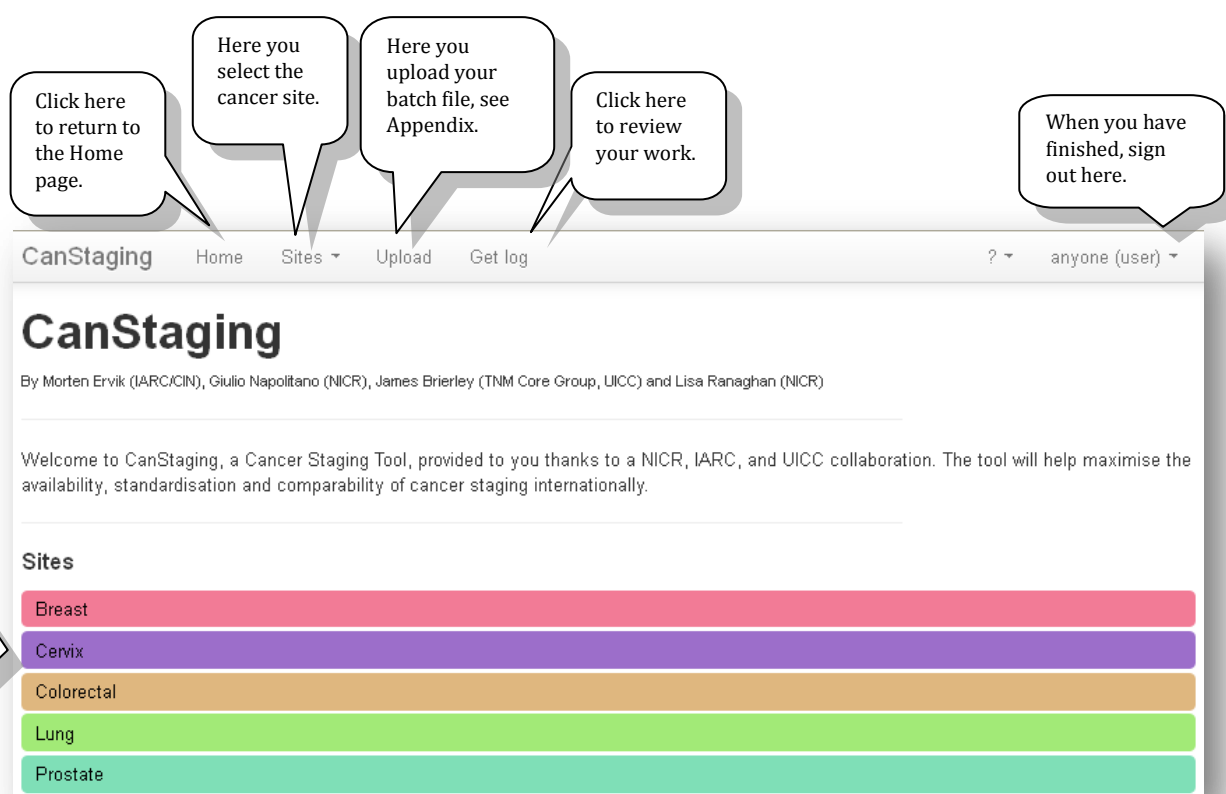 Here you
select the
cancer site.
Here you
upload your
batch file, see
Appendix.
Click here
to return to
the Home
page.
Click here
to review
your work.
When you have
finished, sign
out here.
CanStaging Home Sites Upload Get log ? anyone (user)
CanStaging
By Morten Ervik (IARC/CIN), Giulio Napolitano (NICR), James Brierley (TNM Core Group, UICC) and Lisa Ranaghan (NICR)
Welcome to CanStaging, a Cancer Staging Tool, provided to you thanks to a NICR, IARC, and UICC collaboration. The tool will help maximise the
availability, standardisation and comparability of cancer staging internationally.
Sites
Breast
Cervix
Colorectal
Lung
Prostate